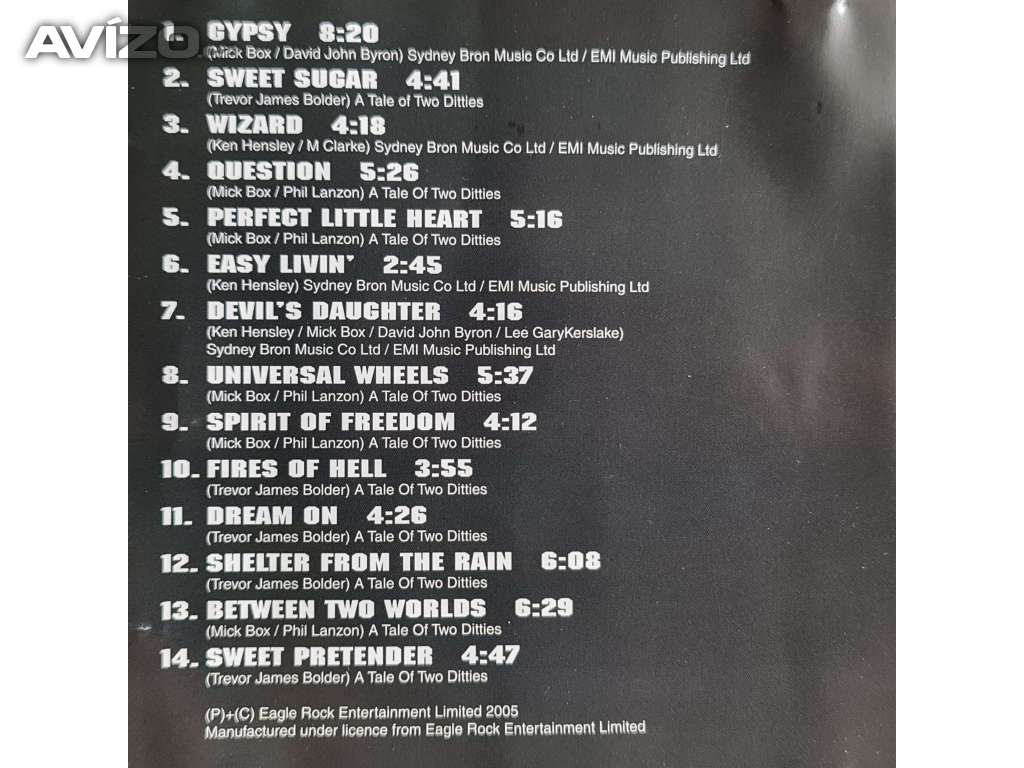 AVÍZO.cz
1. GYPSY 8:20
(Mick Box / David John Byron) Sydney Bron Music Co Ltd / EMI Music Publishing Ltd
2. SWEET SUGAR 4:41
(Trevor James Bolder) A Tale of Two Ditties
3. WIZARD 4:18
(Ken Hensley / M Clarke) Sydney Bron Music Co Ltd / EMI Music Publishing Ltd
4. QUESTION 5:26
(Mick Box / Phil Lanzon) A Tale Of Two Ditties
5. PERFECT LITTLE HEART 5:16
(Mick Box / Phil Lanzon) A Tale Of Two Ditties
6. EASY LIVIN' 2:45
(Ken Hensley) Sydney Bron Music Co Ltd / EMI Music Publishing Ltd
7. DEVIL'S DAUGHTER 4:16
(Ken Hensley / Mick Box / David John Byron / Lee GaryKerslake)
Sydney Bron Music Co Ltd / EMI Music Publishing Ltd
8. UNIVERSAL WHEELS 5:37
(Mick Box / Phil Lanzon) A Tale Of Two Ditties
9. SPIRIT OF FREEDOM 4:12
(Mick Box / Phil Lanzon) A Tale Of Two Ditties
10. FIRES OF HELL 3:55
(Trevor James Bolder) A Tale Of Two Ditties
11. DREAM ON 4:26
(Trevor James Bolder) A Tale Of Two Ditties
12. SHELTER FROM THE RAIN 6:08
(Trevor James Bolder) A Tale Of Two Ditties
13. BETWEEN TWO WORLDS 6:29
(Mick Box / Phil Lanzon) A Tale Of Two Ditties
14. SWEET PRETENDER 4:47
(Trevor James Bolder) A Tale Of Two Ditties
(P)+(C) Eagle Rock Entertainment Limited 2005
Manufactured under licence from Eagle Rock Entertainment Limited